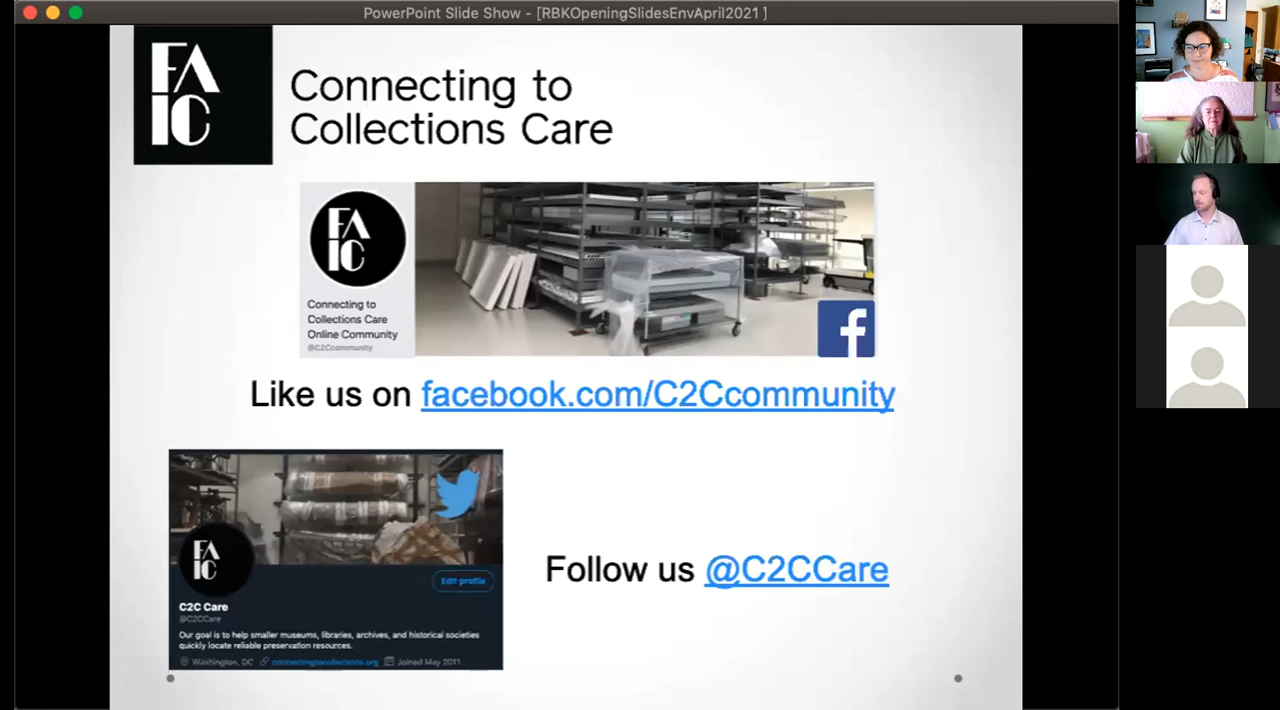 PowerPoint Slide Show - [RBKOpeningSlidesEnvApril2021 ]
FA
IC
Connecting to
Collections Care
FA
IC
Connecting to
Collections Care
Online Community
@C2Ccommunity
f
Like us on facebook.com/C2Ccommunity
FA
IC
Edit profile
C2C Care
@C2CCare
Our goal is to help smaller museums, libraries, archives, and historical societies
quickly locate reliable preservation resources.
Washington, DC connectingtocollections.org Joined May 2011
Follow us @C2CCare